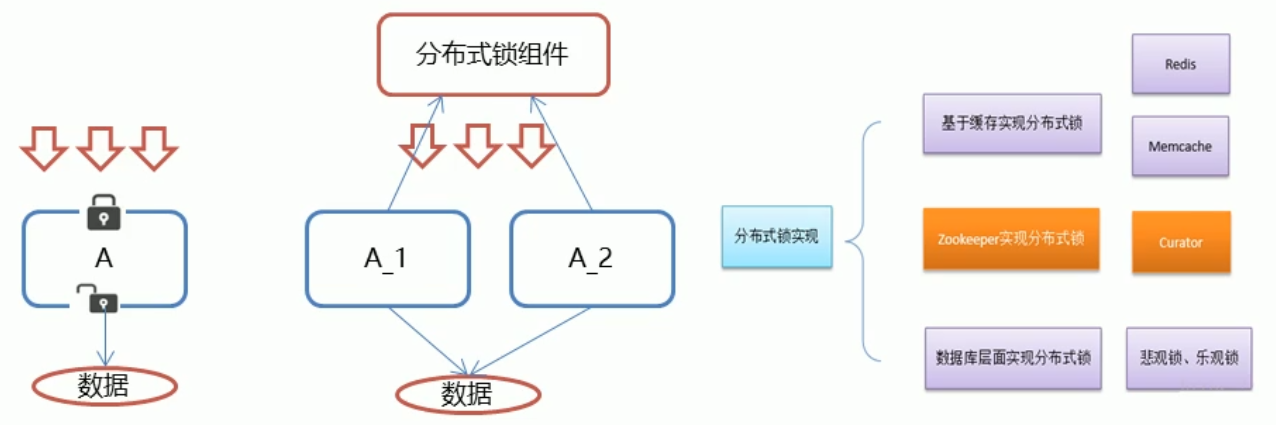 分布式锁组件
A
数据
A_1
A_2
数据
分布式锁实现
基于缓存实现分布式锁
Redis
Memcache
Zookeeper实现分布式锁
Curator
数据库层面实现分布式锁
悲观锁、乐观锁